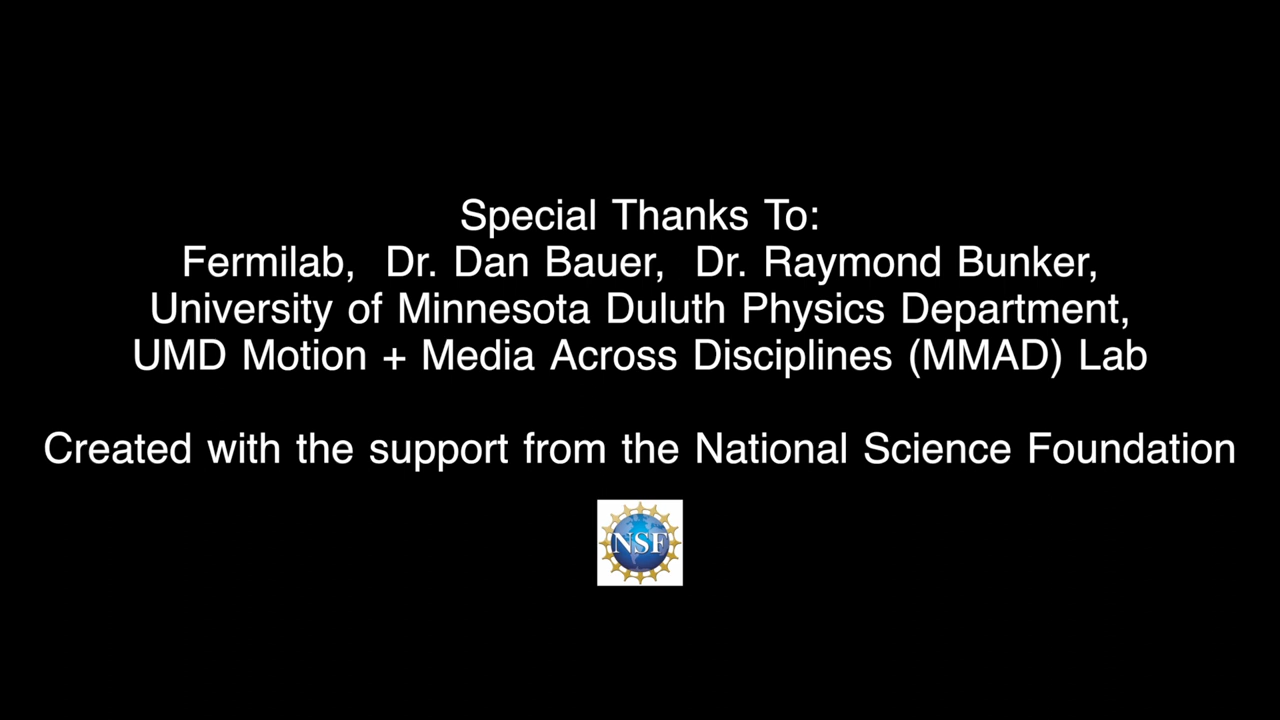 Special Thanks To:
Fermilab,  Dr. Dan Bauer,  Dr. Raymond Bunker,
University of Minnesota Duluth Physics Department,
UMD Motion + Media Across Disciplines (MMAD) Lab
Created with the support from the National Science Foundation
NSF